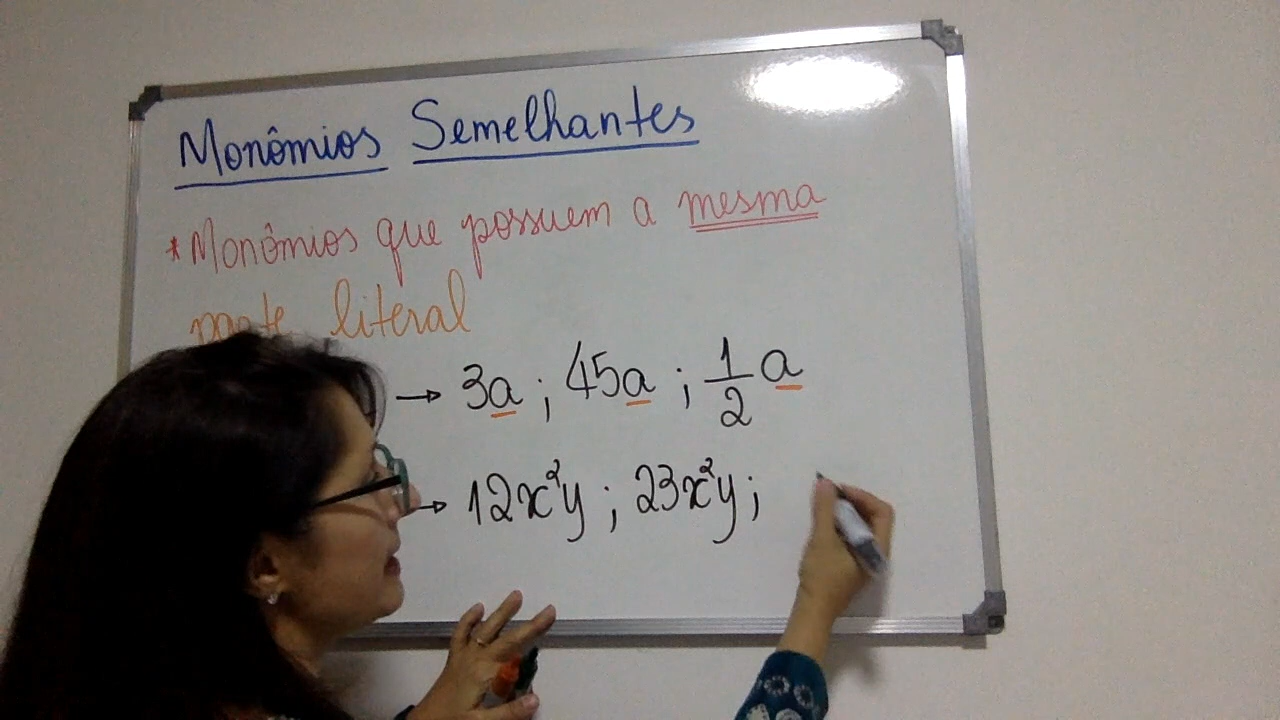 Monômios Semelhantes
* Monômios que possuem a mesma
parte literal
→ 3a ; 45a ; 1/2 a
→ 12x²y ; 23x²y ;